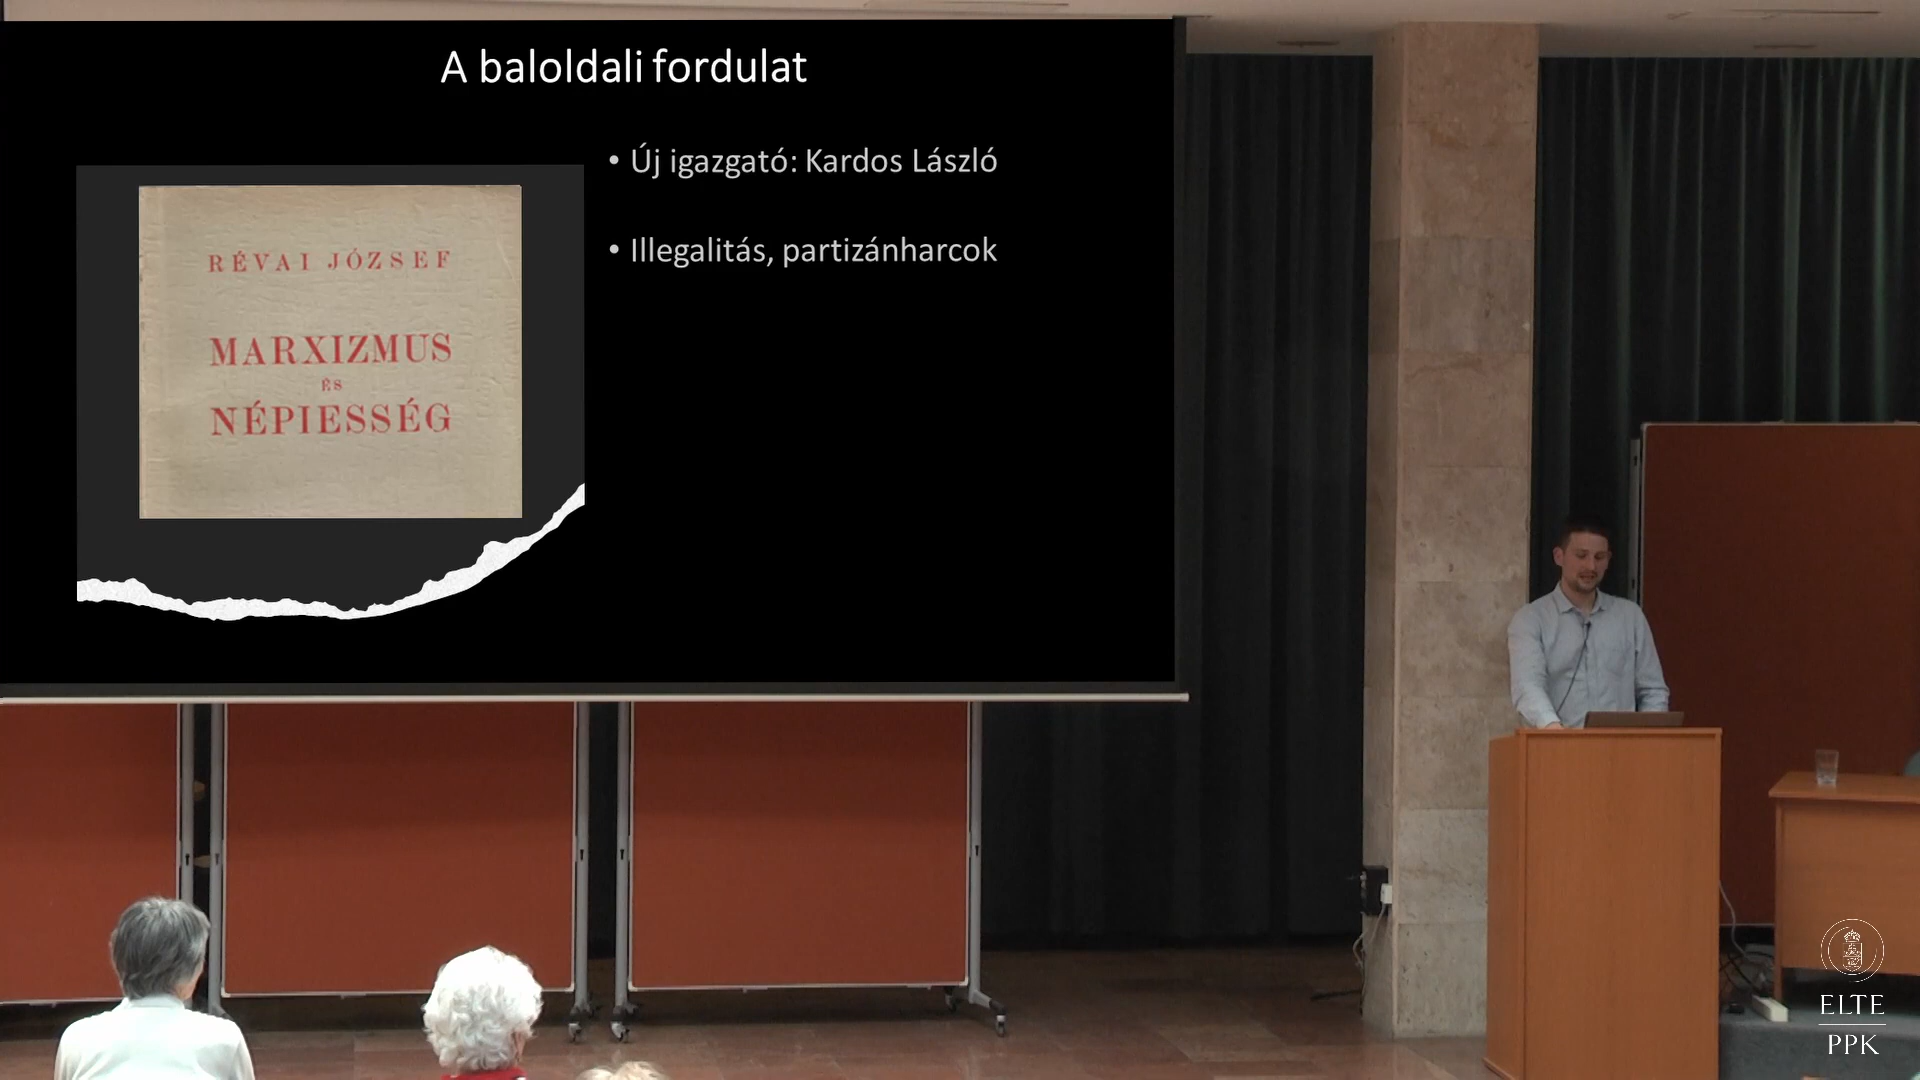 A baloldali fordulat
RÉVAI JÓZSEF
MARXIZMUS
ÉS
NÉPIESSÉG
• Új igazgató: Kardos László
• Illegalitás, partizánharcok
ELTE
PPK